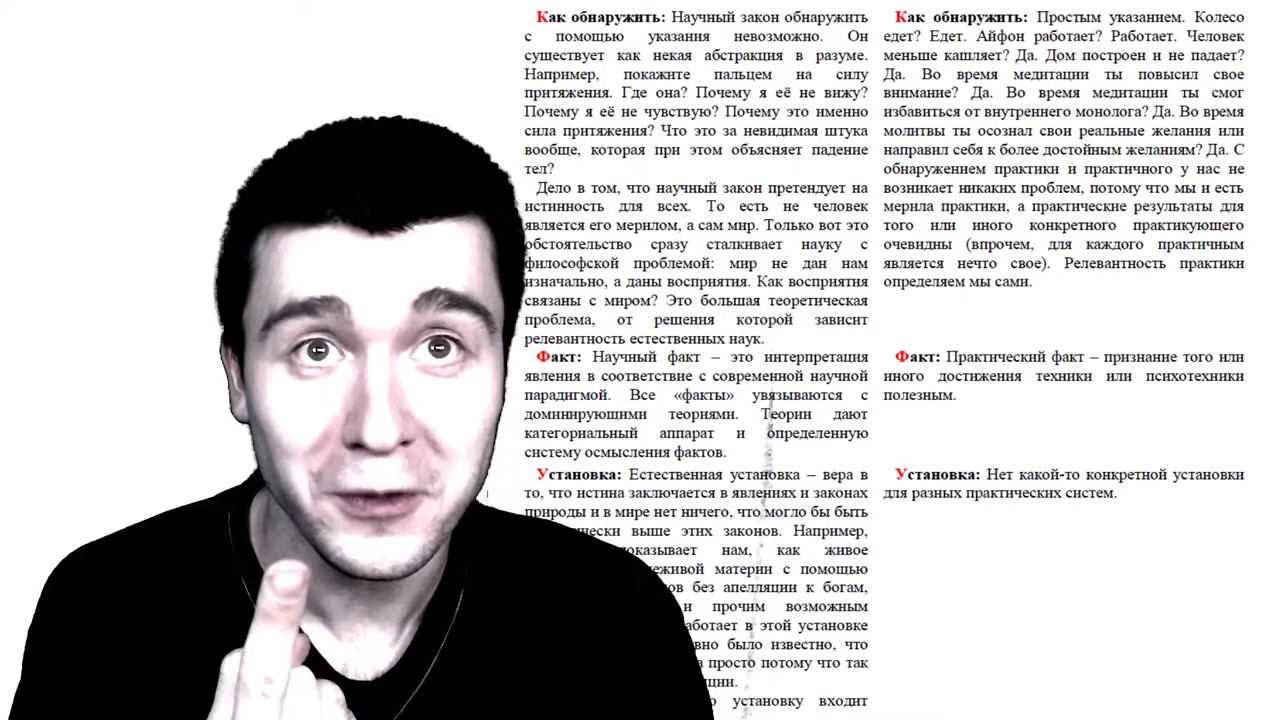 Как обнаружить: Научный закон обнаружить
с помощью указания невозможно. Он
существует как некая абстракция в разуме.
Например, покажите пальцем на силу
притяжения. Где она? Почему я её не вижу?
Почему я её не чувствую? Почему это именно
сила притяжения? Что это за невидимая штука
вообще, которая при этом объясняет падение
тел?
Дело в том, что научный закон претендует на
истинность для всех. То есть не человек
является его мерилом, а сам мир. Только вот это
обстоятельство сразу сталкивает науку с
философской проблемой: мир не дан нам
изначально, а даны восприятия. Как восприятия
связаны с миром? Это большая теоретическая
проблема, от решения которой зависит
релевантность естественных наук.
Факт: Научный факт – это интерпретация
явления в соответствие с современной научной
парадигмой. Все «факты» увязываются с
доминирующими теориями. Теории дают
категориальный аппарат и определенную
систему осмысления фактов.
Установка: Естественная установка – вера в
то, что истина заключается в явлениях и законах
природы и в мире нет ничего, что могло бы быть
выше этих законов. Например,
нам, как живое
материи с помощью
без апелляции к богам,
и прочим возможным
в этой установке
было известно, что
просто потому что так
установку входит
Как обнаружить: Простым указанием. Колесо
едет? Едет. Айфон работает? Работает. Человек
меньше кашляет? Да. Дом построен и не падает?
Да. Во время медитации ты повысил свое
внимание? Да. Во время медитации ты смог
избавиться от внутреннего монолога? Да. Во время
молитвы ты осознал свои реальные желания или
направил себя к более достойным желаниям? Да. С
обнаружением практики и практичного у нас не
возникает никаких проблем, потому что мы и есть
мерила практики, а практические результаты для
того или иного конкретного практикующего
очевидны (впрочем, для каждого практичным
является нечто свое). Релевантность практики
определяем мы сами.
Факт: Практический факт – признание того или
иного достижения техники или психотехники
полезным.
Установка: Нет какой-то конкретной установки
для разных практических систем.